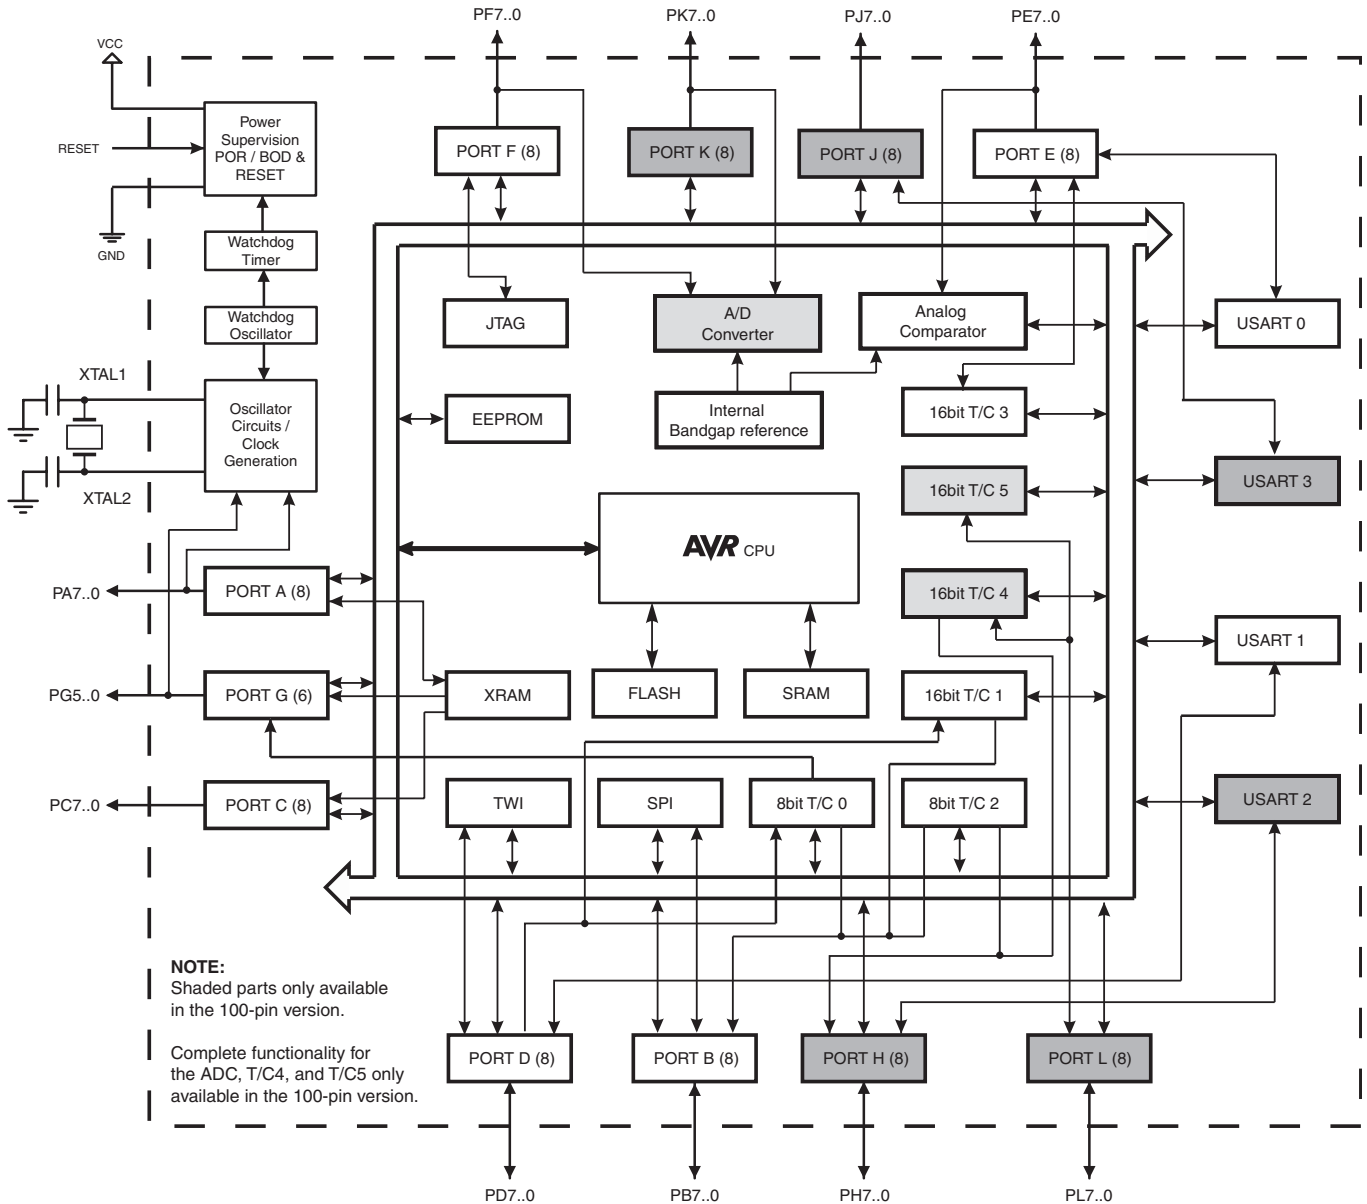 PF7..0
PK7..0
PJ7..0
PE7..0
VCC
RESET
GND
Power
Supervision
POR / BOD &
RESET
PORT F (8)
PORT K (8)
PORT J (8)
PORT E (8)
Watchdog
Timer
Watchdog
Oscillator
JTAG
A/D
Converter
Analog
Comparator
USART 0
XTAL1
XTAL2
Oscillator
Circuits /
Clock
Generation
EEPROM
Internal
Bandgap reference
16bit T/C 3
16bit T/C 5
USART 3
AVR CPU
PA7..0
PORT A (8)
16bit T/C 4
USART 1
PG5..0
PORT G (6)
XRAM
FLASH
SRAM
16bit T/C 1
PC7..0
PORT C (8)
TWI
SPI
8bit T/C 0
8bit T/C 2
USART 2
NOTE:
Shaded parts only available
in the 100-pin version.
Complete functionality for
the ADC, T/C4, and T/C5 only
available in the 100-pin version.
PORT D (8)
PORT B (8)
PORT H (8)
PORT L (8)
PD7..0
PB7..0
PH7..0
PL7..0